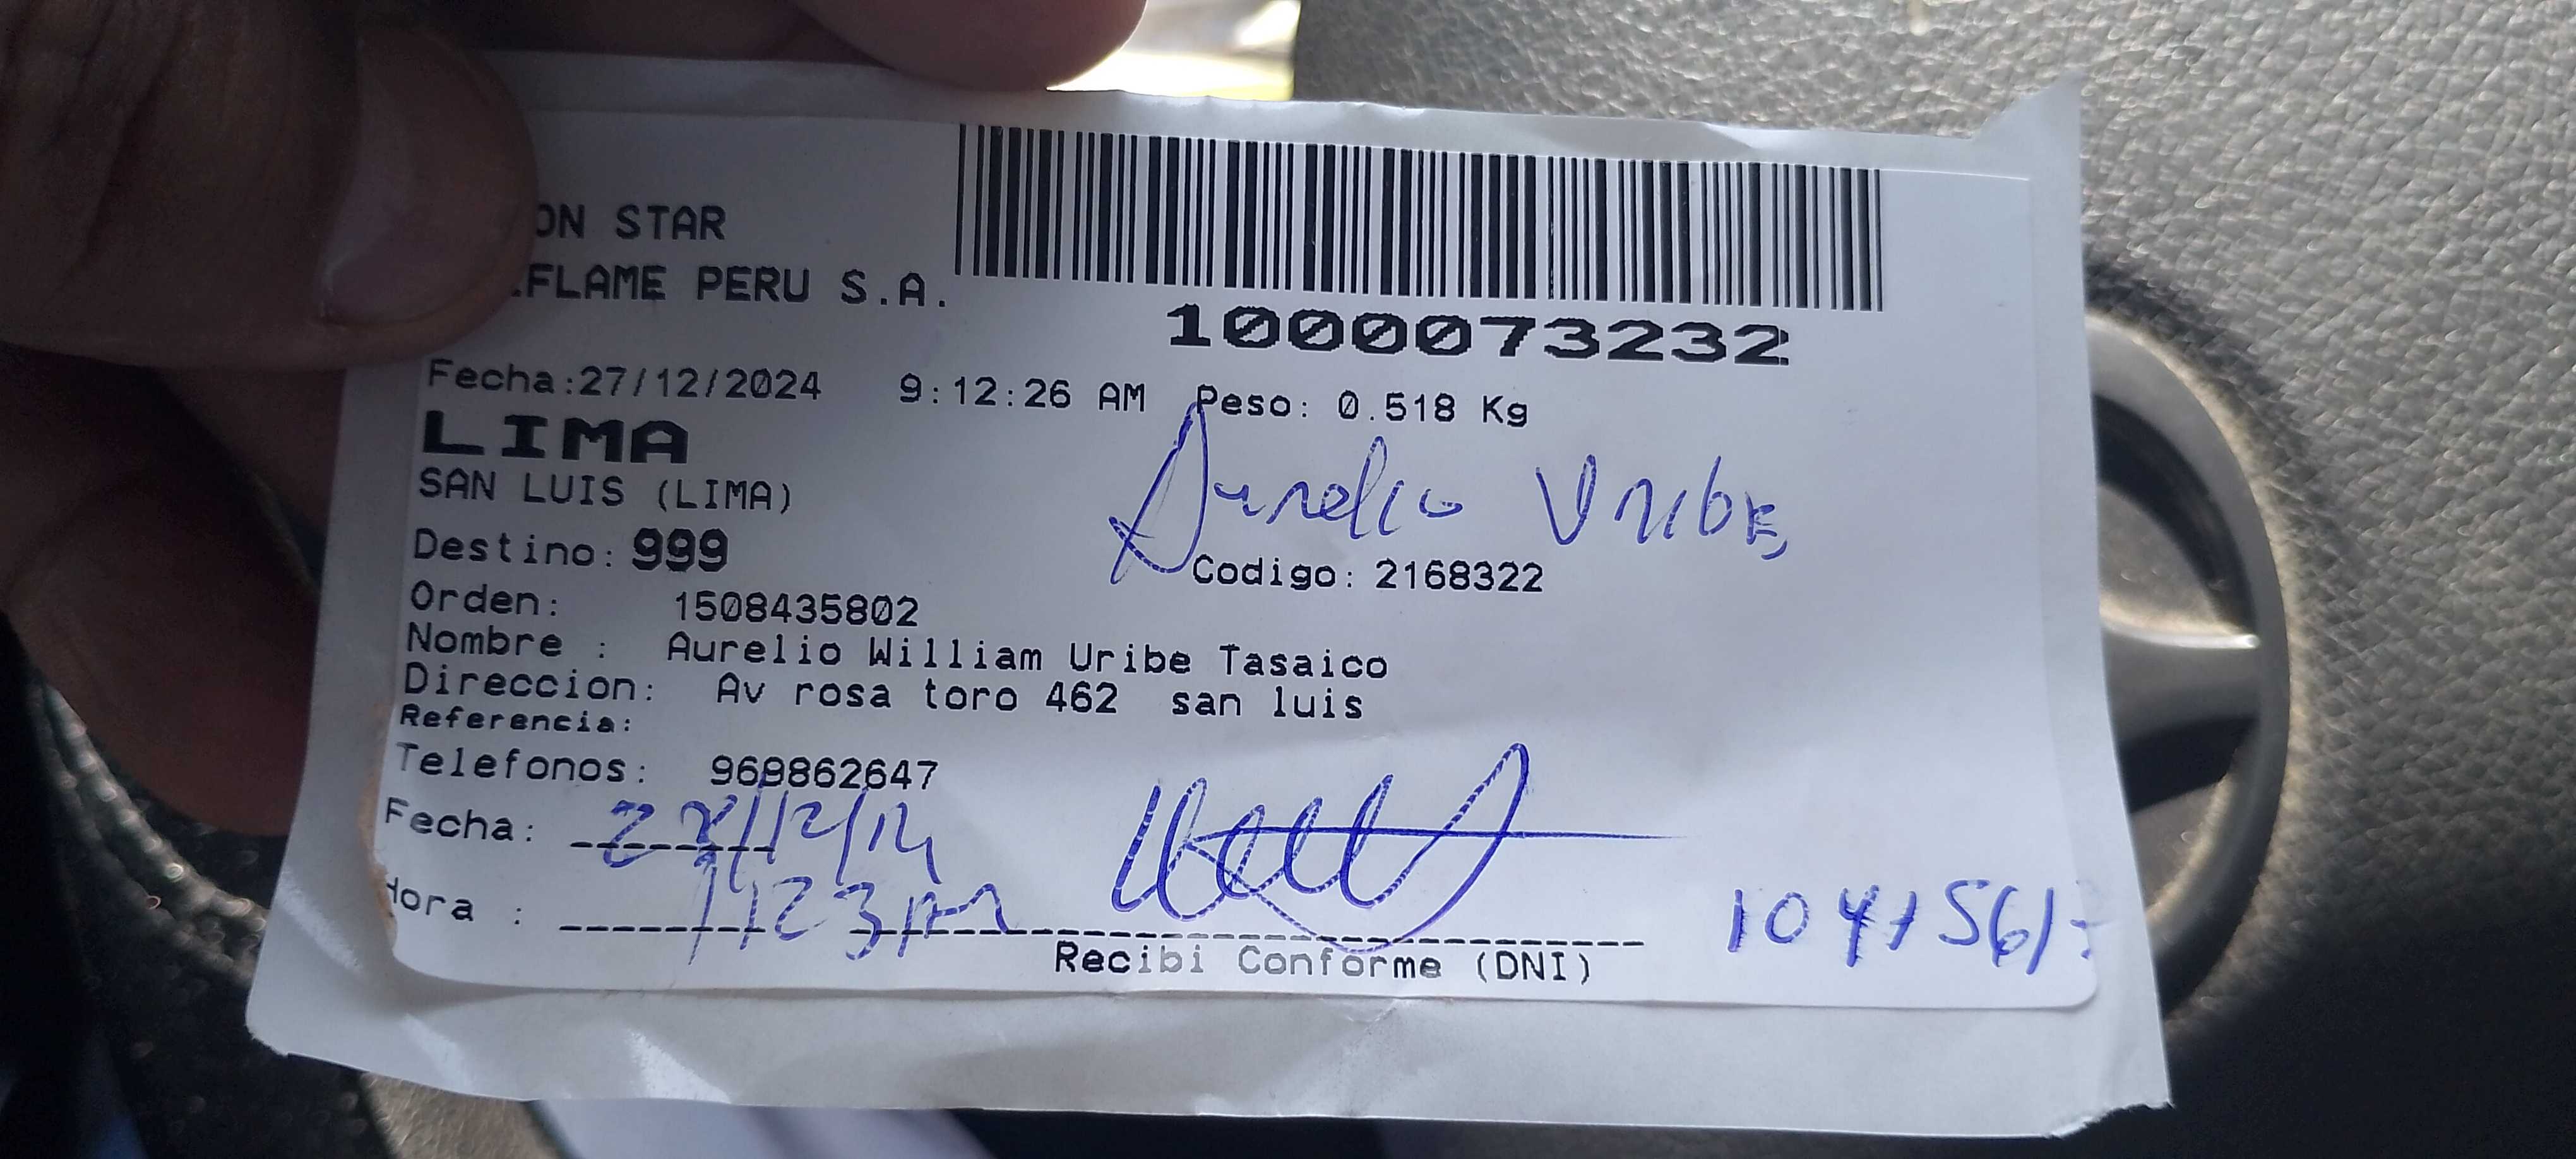 ON STAR
FLAME PERU S.A.
1000073232
Fecha:27/12/2024 9:12:26 AM Peso: 0.518 Kg
LIMA
SAN LUIS (LIMA)
Aurelio Uribe
Destino: 999
Codigo: 2168322
Orden: 1508435802
Nombre : Aurelio William Uribe Tasaico
Direccion: Av rosa toro 462 san luis
Referencia:
Telefonos: 969862647
Fecha:
Hora :
Recibi Conforme (DNI)